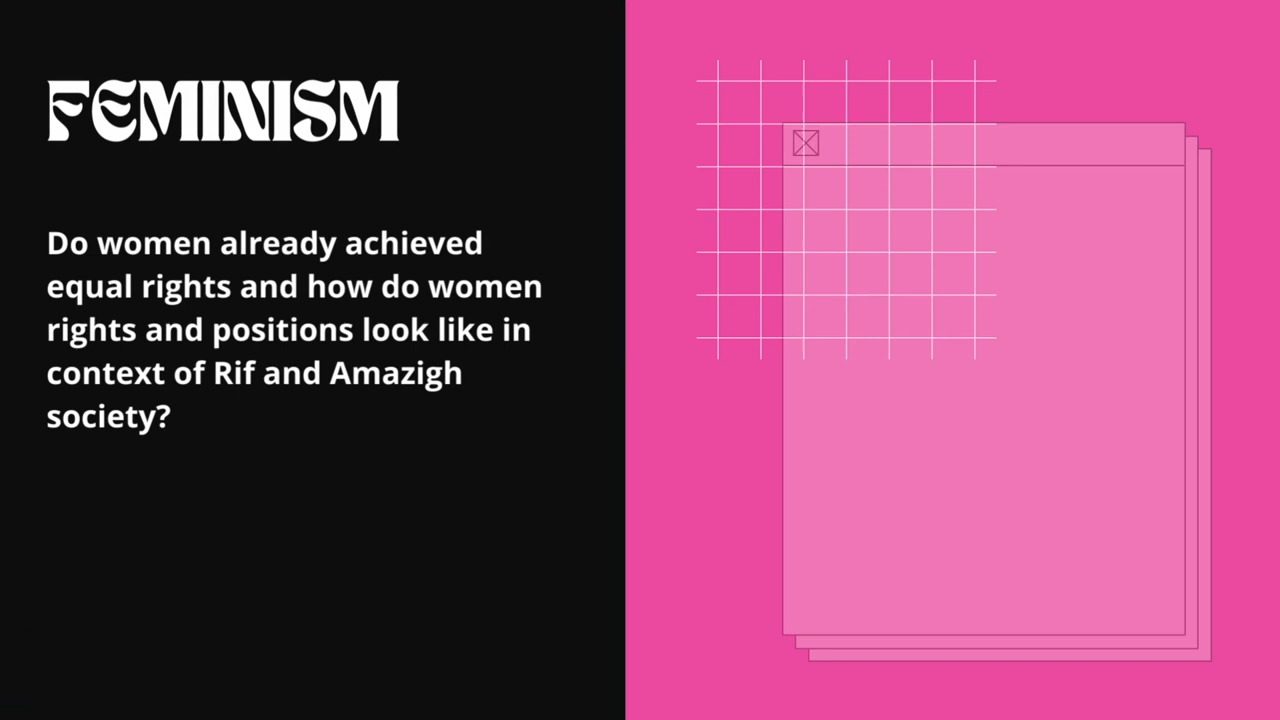 FEMINISM
Do women already achieved
equal rights and how do women
rights and positions look like in
context of Rif and Amazigh
society?